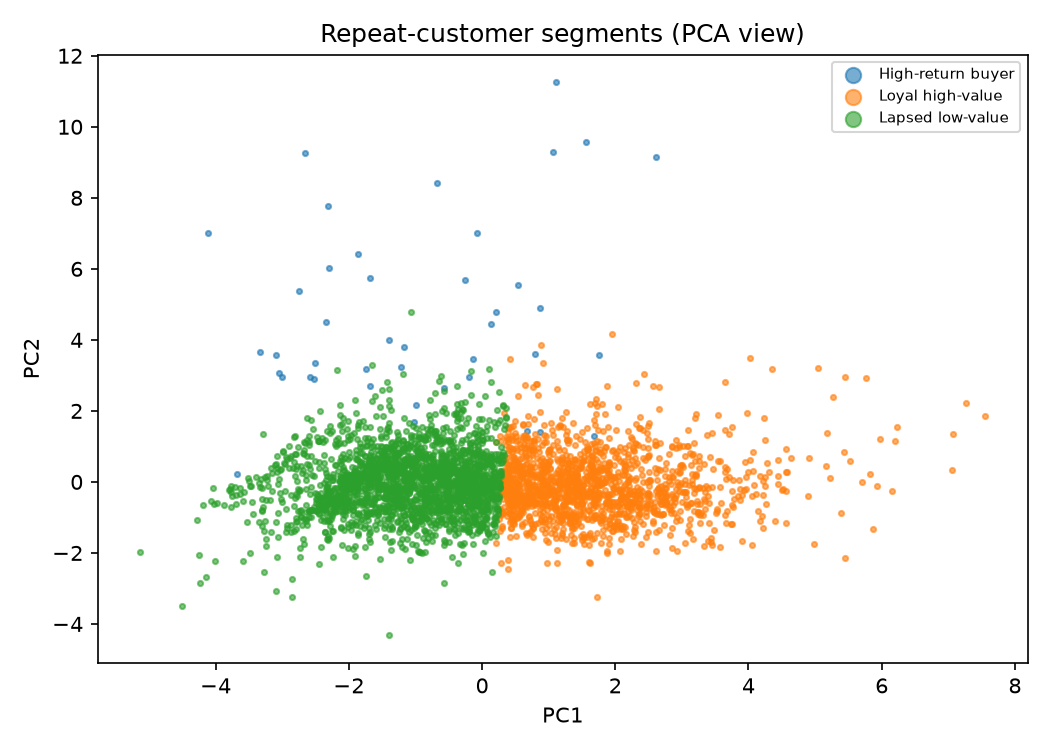 Repeat-customer segments (PCA view)
High-return buyer
Loyal high-value
Lapsed low-value
12
10
8
6
4
2
0
−2
−4
PC2
−4
−2
0
2
4
6
8
PC1